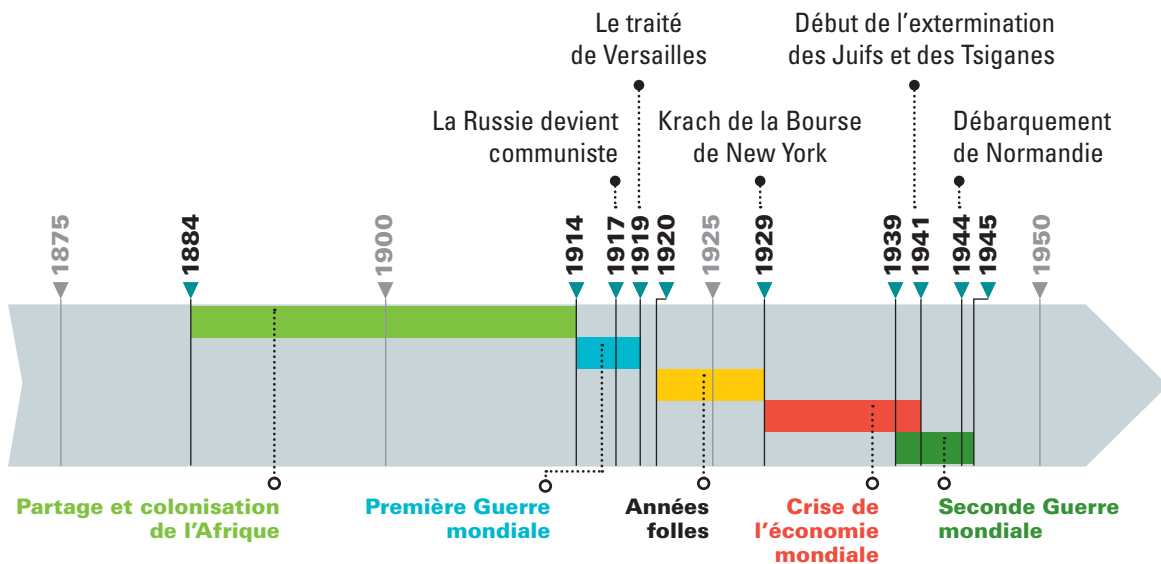 Le traité
de Versailles
Début de l'extermination
des Juifs et des Tsiganes
La Russie devient
communiste
Krach de la Bourse
de New York
Débarquement
de Normandie
1875
1884
1900
1914
1917
1919
1920
1925
1929
1939
1941
1944
1945
1950
Partage et colonisation
de l'Afrique
Première Guerre
mondiale
Années
folles
Crise de
l'économie
mondiale
Seconde Guerre
mondiale